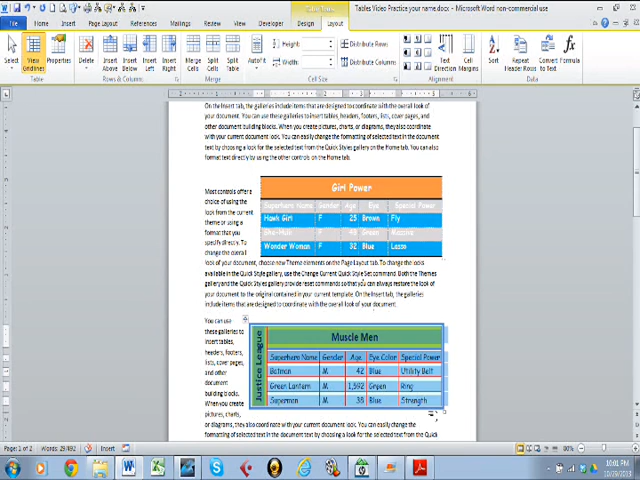 Table Tools
Tables Video Practice your name.docx - Microsoft Word non-commercial use
File Home Insert Page Layout References Mailings Review View Developer Design Layout
Select View Gridlines Properties Delete Insert Above Insert Below Insert Left Insert Right Merge Cells Split Cells Split Table AutoFit Height: Width: Distribute Rows Distribute Columns Text Direction Cell Margins Sort Repeat Header Rows Convert to Text Formula
Table Rows & Columns Merge Cell Size Alignment Data
On the Insert tab, the galleries include items that are designed to coordinate with the overall look of
your document. You can use these galleries to insert tables, headers, footers, lists, cover pages, and
other document building blocks. When you create pictures, charts, or diagrams, they also coordinate
with your current document look. You can easily change the formatting of selected text in the document
text by choosing a look for the selected text from the Quick Styles gallery on the Home tab. You can also
format text directly by using the other controls on the Home tab.
Most controls offer a
choice of using the
look from the current
theme or using a
format that you
specify directly. To
change the overall
Girl Power
Superhero Name Gender Age Eye Special Power
Hawk Girl F 25 Brown Fly
She-Hulk F 45 Green Massive
Wonder Woman F 32 Blue Lasso
look of your document, choose new Theme elements on the Page Layout tab. To change the looks
available in the Quick Style gallery, use the Change Current Quick Style Set command. Both the Themes
gallery and the Quick Styles gallery provide reset commands so that you can always restore the look of
your document to the original contained in your current template. On the Insert tab, the galleries
include items that are designed to coordinate with the overall look of your document.
You can use
these galleries to
insert tables,
headers, footers,
lists, cover pages,
and other
document
building blocks.
When you create
pictures, charts,
Justice League
Muscle Men
Superhero Name Gender Age Eye Color Special Power
Batman M 42 Blue Utility Belt
Green Lantern M 1,592 Green Ring
Superman M 38 Blue Strength
or diagrams, they also coordinate with your current document look. You can easily change the
formatting of selected text in the document text by choosing a look for the selected text from the Quick
Page: 1 of 2 Words: 29/492 Insert 80%
10:01 PM
10/29/2013